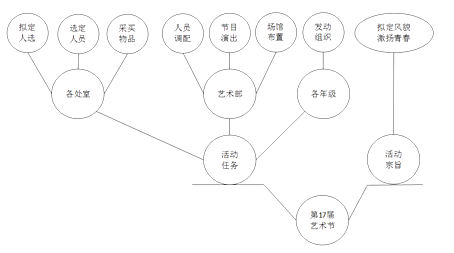 拟定
人选
选定
人员
采买
物品
人员
调配
节目
演出
场馆
布置
发动
组织
拟定风貌
激扬青春
各处室
艺术部
各年级
活动
任务
活动
宗旨
第17届
艺术节